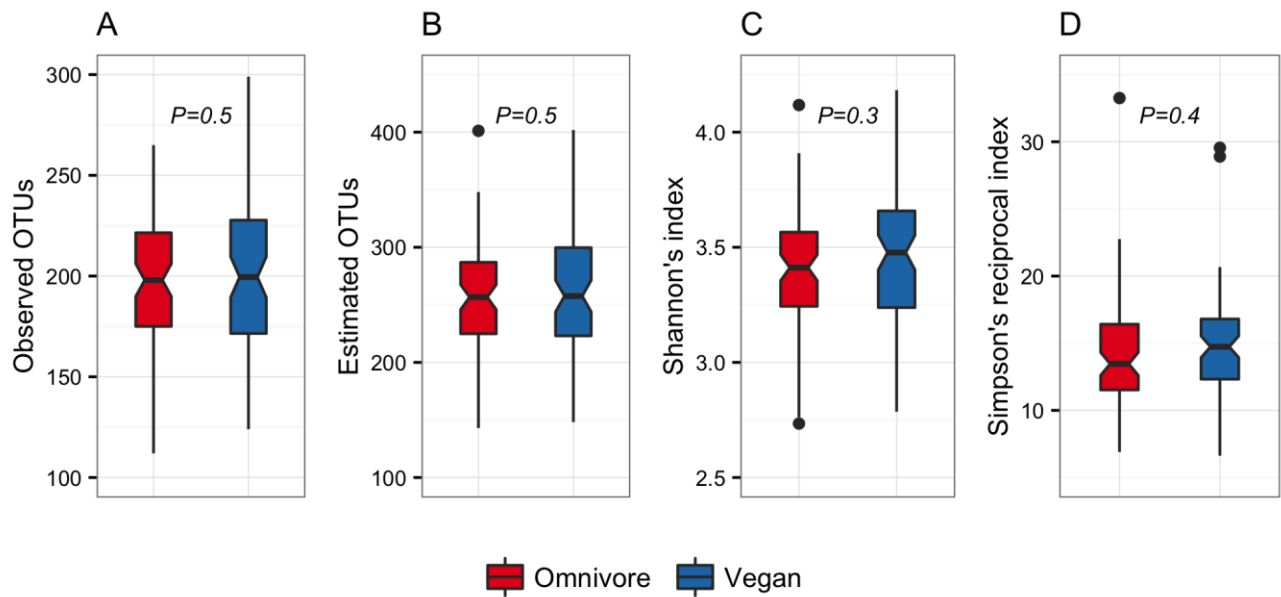 A
B
C
D
Observed OTUs
300
250
200
150
100
P=0.5
Estimated OTUs
400
300
200
100
P=0.5
Shannon's index
4.0
3.5
3.0
2.5
P=0.3
Simpson's reciprocal index
30
20
10
P=0.4
Omnivore Vegan